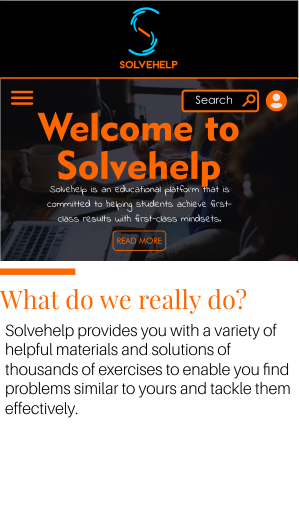 SOLVEHELP
Search
Welcome to
Solvehelp
Solvehelp is an educational platform that is
committed to helping students achieve first-
class results with first-class mindsets.
READ MORE
What do we really do?
Solvehelp provides you with a variety of
helpful materials and solutions of
thousands of exercises to enable you find
problems similar to yours and tackle them
effectively.